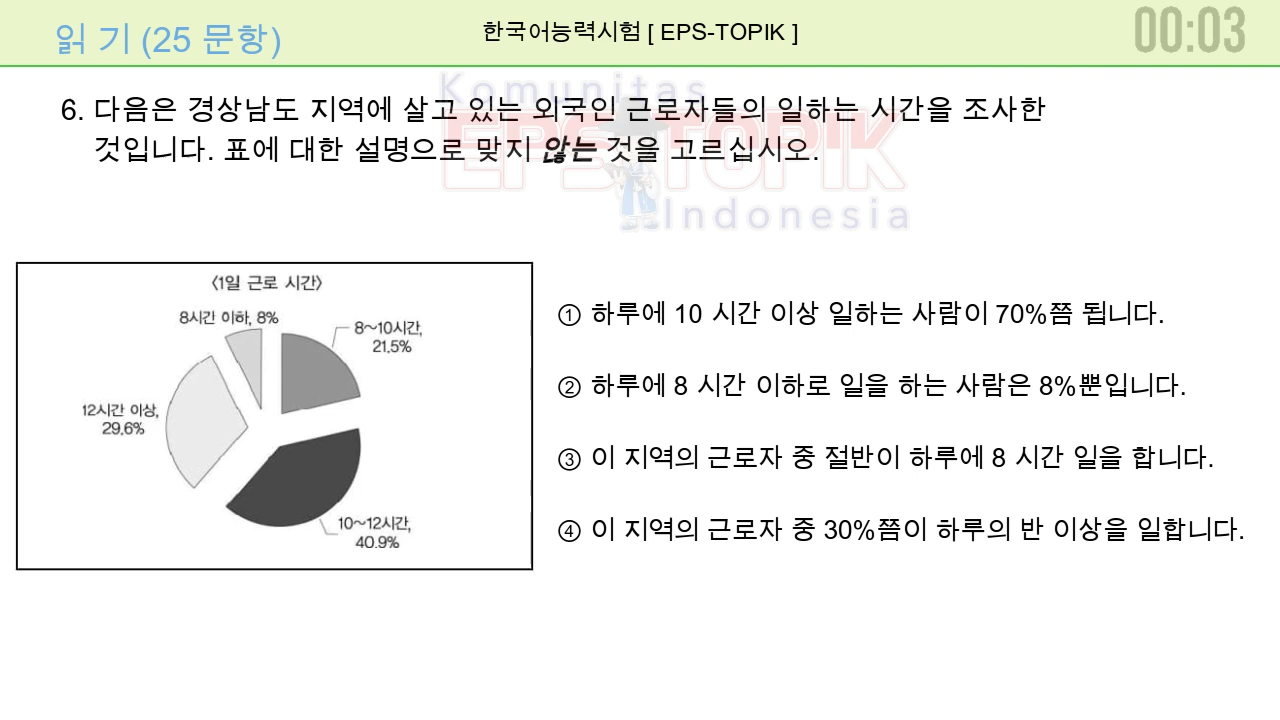 읽 기 (25 문항)
한국어능력시험 [ EPS-TOPIK ]
00:03
Komunitas
EPS TOPIK
Indonesia
6. 다음은 경상남도 지역에 살고 있는 외국인 근로자들의 일하는 시간을 조사한
것입니다. 표에 대한 설명으로 맞지 않는 것을 고르십시오.
〈1일 근로 시간〉
8시간 이하, 8%
8～10시간,
21.5%
12시간 이상,
29.6%
10～12시간,
40.9%
① 하루에 10 시간 이상 일하는 사람이 70%쯤 됩니다.
② 하루에 8 시간 이하로 일을 하는 사람은 8%뿐입니다.
③ 이 지역의 근로자 중 절반이 하루에 8 시간 일을 합니다.
④ 이 지역의 근로자 중 30%쯤이 하루의 반 이상을 일합니다.